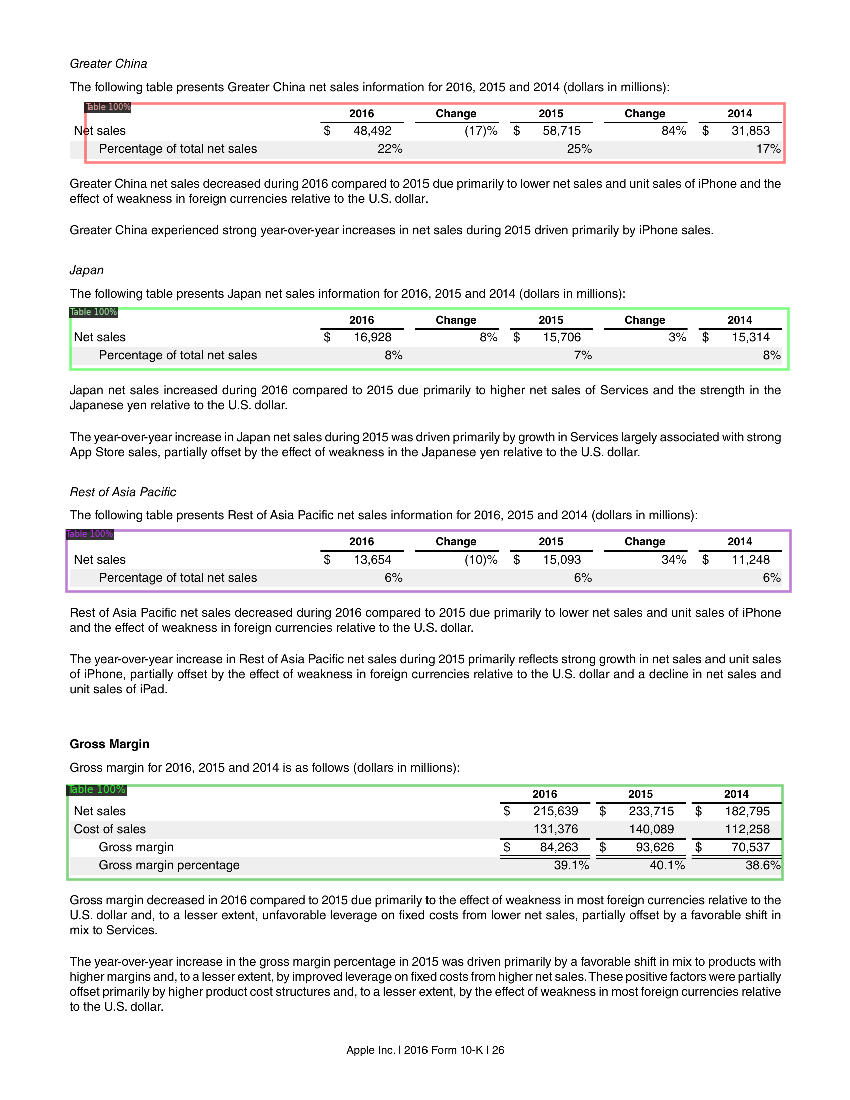 Greater China
The following table presents Greater China net sales information for 2016, 2015 and 2014 (dollars in millions):
Table 100%
2016 Change 2015 Change 2014
Net sales $ 48,492 (17)% $ 58,715 84% $ 31,853
Percentage of total net sales 22% 25% 17%
Greater China net sales decreased during 2016 compared to 2015 due primarily to lower net sales and unit sales of iPhone and the
effect of weakness in foreign currencies relative to the U.S. dollar.
Greater China experienced strong year-over-year increases in net sales during 2015 driven primarily by iPhone sales.
Japan
The following table presents Japan net sales information for 2016, 2015 and 2014 (dollars in millions):
Table 100%
2016 Change 2015 Change 2014
Net sales $ 16,928 8% $ 15,706 3% $ 15,314
Percentage of total net sales 8% 7% 8%
Japan net sales increased during 2016 compared to 2015 due primarily to higher net sales of Services and the strength in the
Japanese yen relative to the U.S. dollar.
The year-over-year increase in Japan net sales during 2015 was driven primarily by growth in Services largely associated with strong
App Store sales, partially offset by the effect of weakness in the Japanese yen relative to the U.S. dollar.
Rest of Asia Pacific
The following table presents Rest of Asia Pacific net sales information for 2016, 2015 and 2014 (dollars in millions):
Table 100%
2016 Change 2015 Change 2014
Net sales $ 13,654 (10)% $ 15,093 34% $ 11,248
Percentage of total net sales 6% 6% 6%
Rest of Asia Pacific net sales decreased during 2016 compared to 2015 due primarily to lower net sales and unit sales of iPhone
and the effect of weakness in foreign currencies relative to the U.S. dollar.
The year-over-year increase in Rest of Asia Pacific net sales during 2015 primarily reflects strong growth in net sales and unit sales
of iPhone, partially offset by the effect of weakness in foreign currencies relative to the U.S. dollar and a decline in net sales and
unit sales of iPad.
Gross Margin
Gross margin for 2016, 2015 and 2014 is as follows (dollars in millions):
Table 100%
2016 2015 2014
Net sales $ 215,639 $ 233,715 $ 182,795
Cost of sales 131,376 140,089 112,258
Gross margin $ 84,263 $ 93,626 $ 70,537
Gross margin percentage 39.1% 40.1% 38.6%
Gross margin decreased in 2016 compared to 2015 due primarily to the effect of weakness in most foreign currencies relative to the
U.S. dollar and, to a lesser extent, unfavorable leverage on fixed costs from lower net sales, partially offset by a favorable shift in
mix to Services.
The year-over-year increase in the gross margin percentage in 2015 was driven primarily by a favorable shift in mix to products with
higher margins and, to a lesser extent, by improved leverage on fixed costs from higher net sales. These positive factors were partially
offset primarily by higher product cost structures and, to a lesser extent, by the effect of weakness in most foreign currencies relative
to the U.S. dollar.
Apple Inc. | 2016 Form 10-K | 26